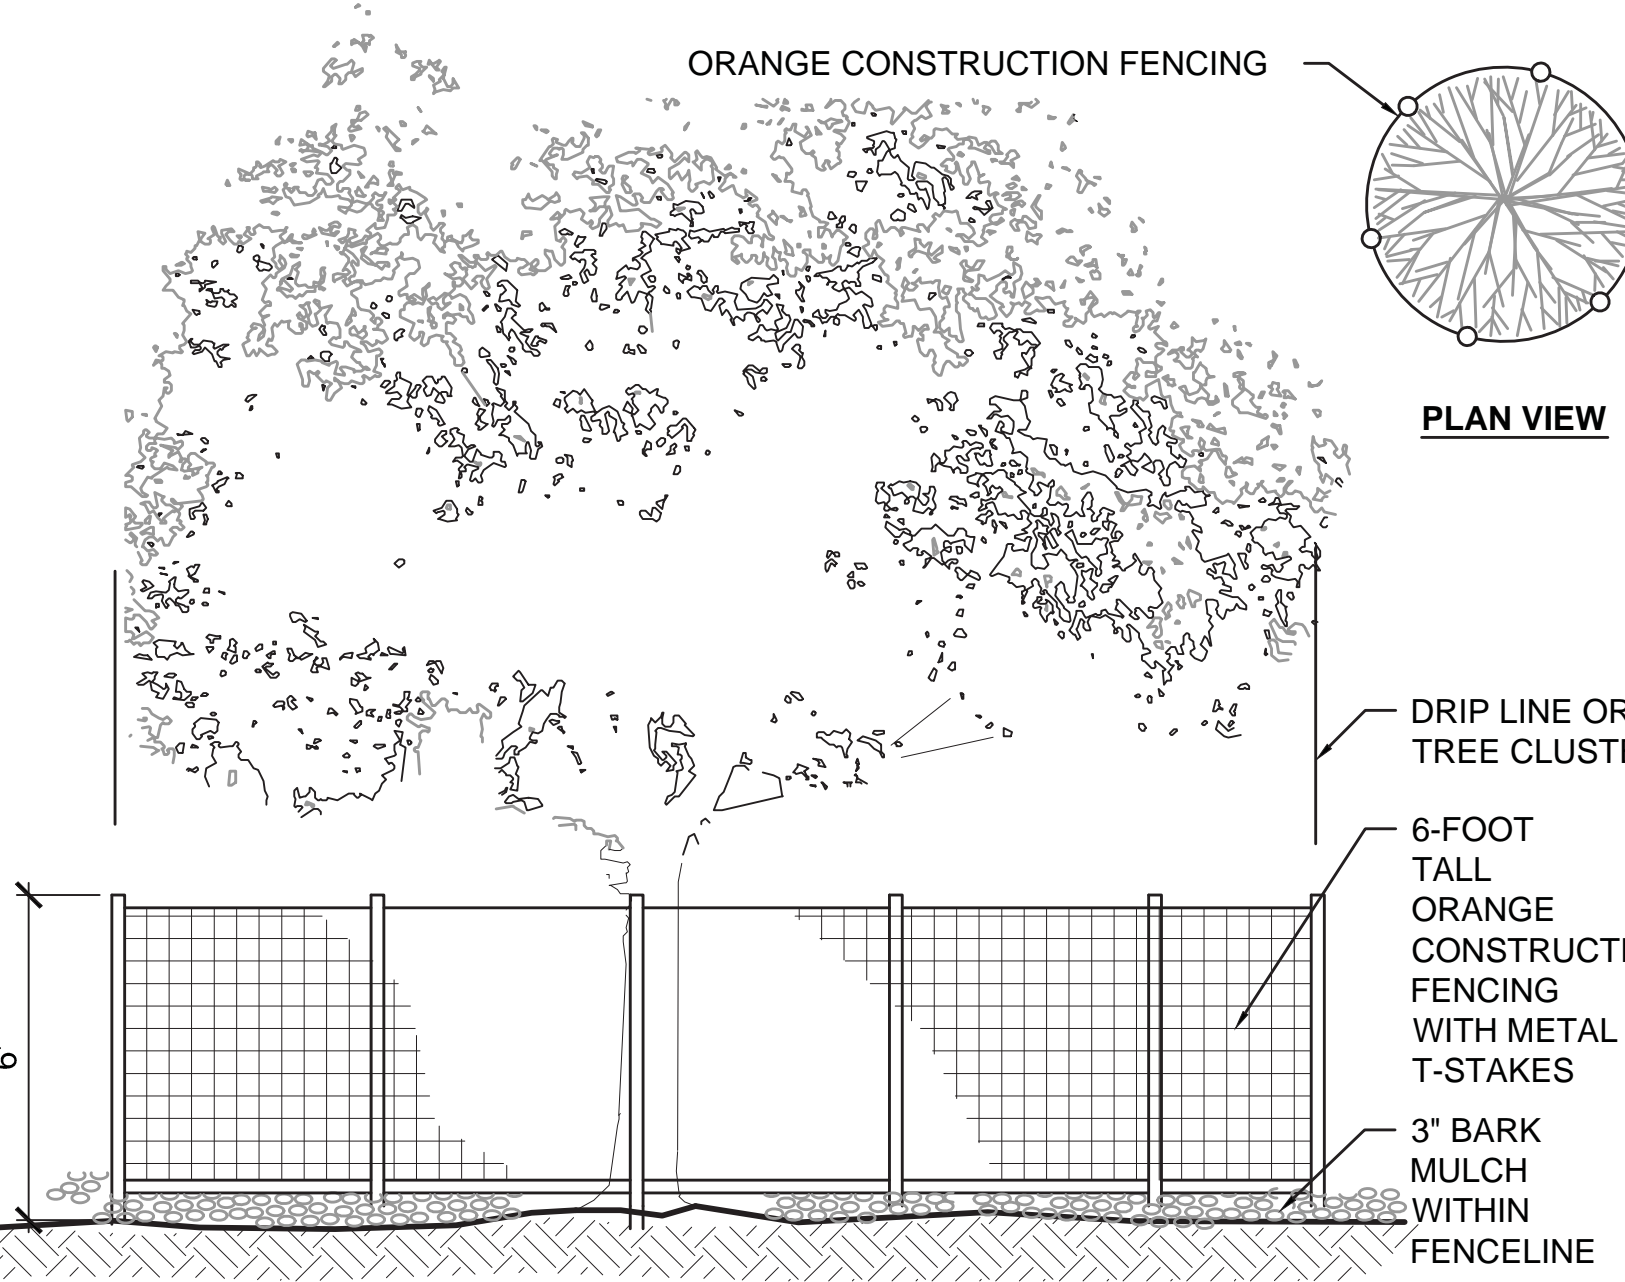 ORANGE CONSTRUCTION FENCING
PLAN VIEW
DRIP LINE OR
TREE CLUSTE
6-FOOT
TALL
ORANGE
CONSTRUCTI
FENCING
WITH METAL
T-STAKES
6'
3" BARK
MULCH
WITHIN
FENCELINE